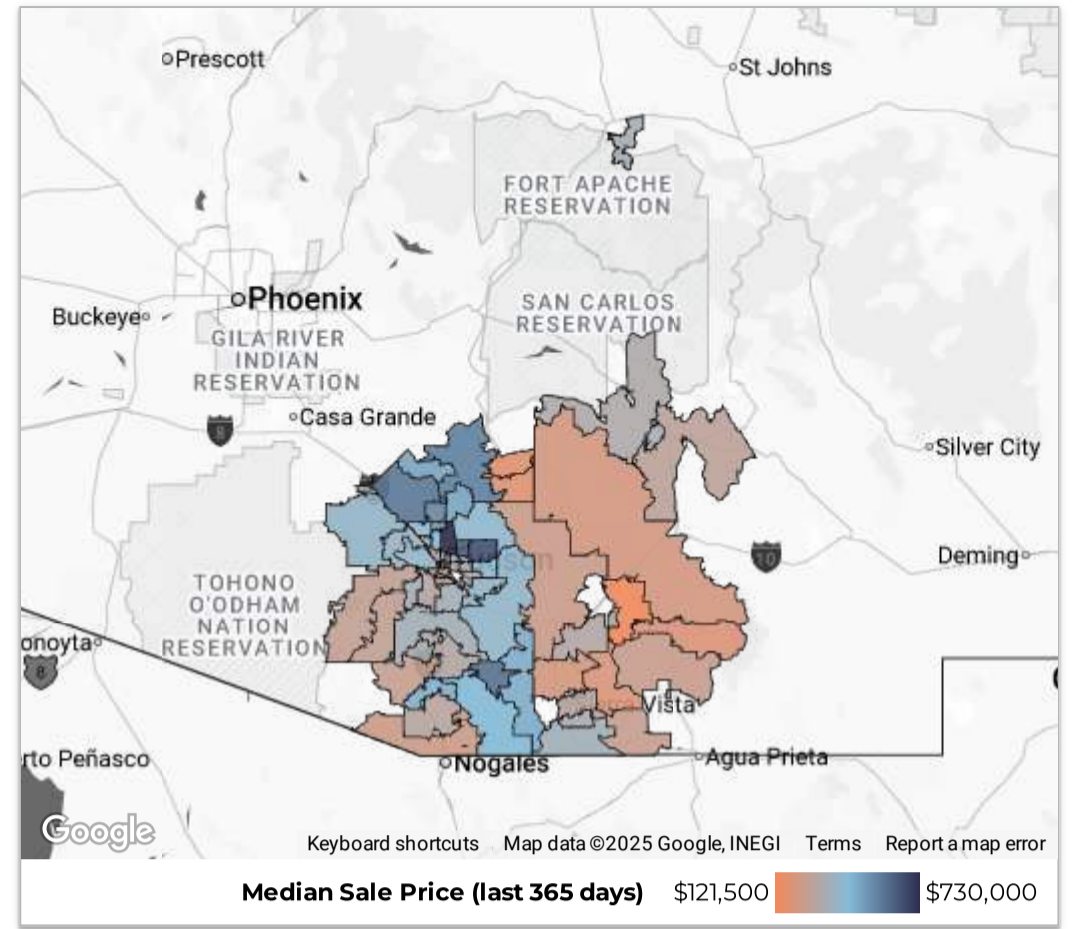 Prescott
St Johns
FORT APACHE
RESERVATION
Phoenix
SAN CARLOS
RESERVATION
Buckeye
GILA RIVER
INDIAN
RESERVATION
Casa Grande
8
Silver City
10
Deming
TOHONO
O'ODHAM
NATION
RESERVATION
onoyta
8
Vista
rto Peñasco
Nogales
Agua Prieta
Google
Keyboard shortcuts Map data ©2025 Google, INEGI Terms Report a map error
Median Sale Price (last 365 days) $121,500 $730,000